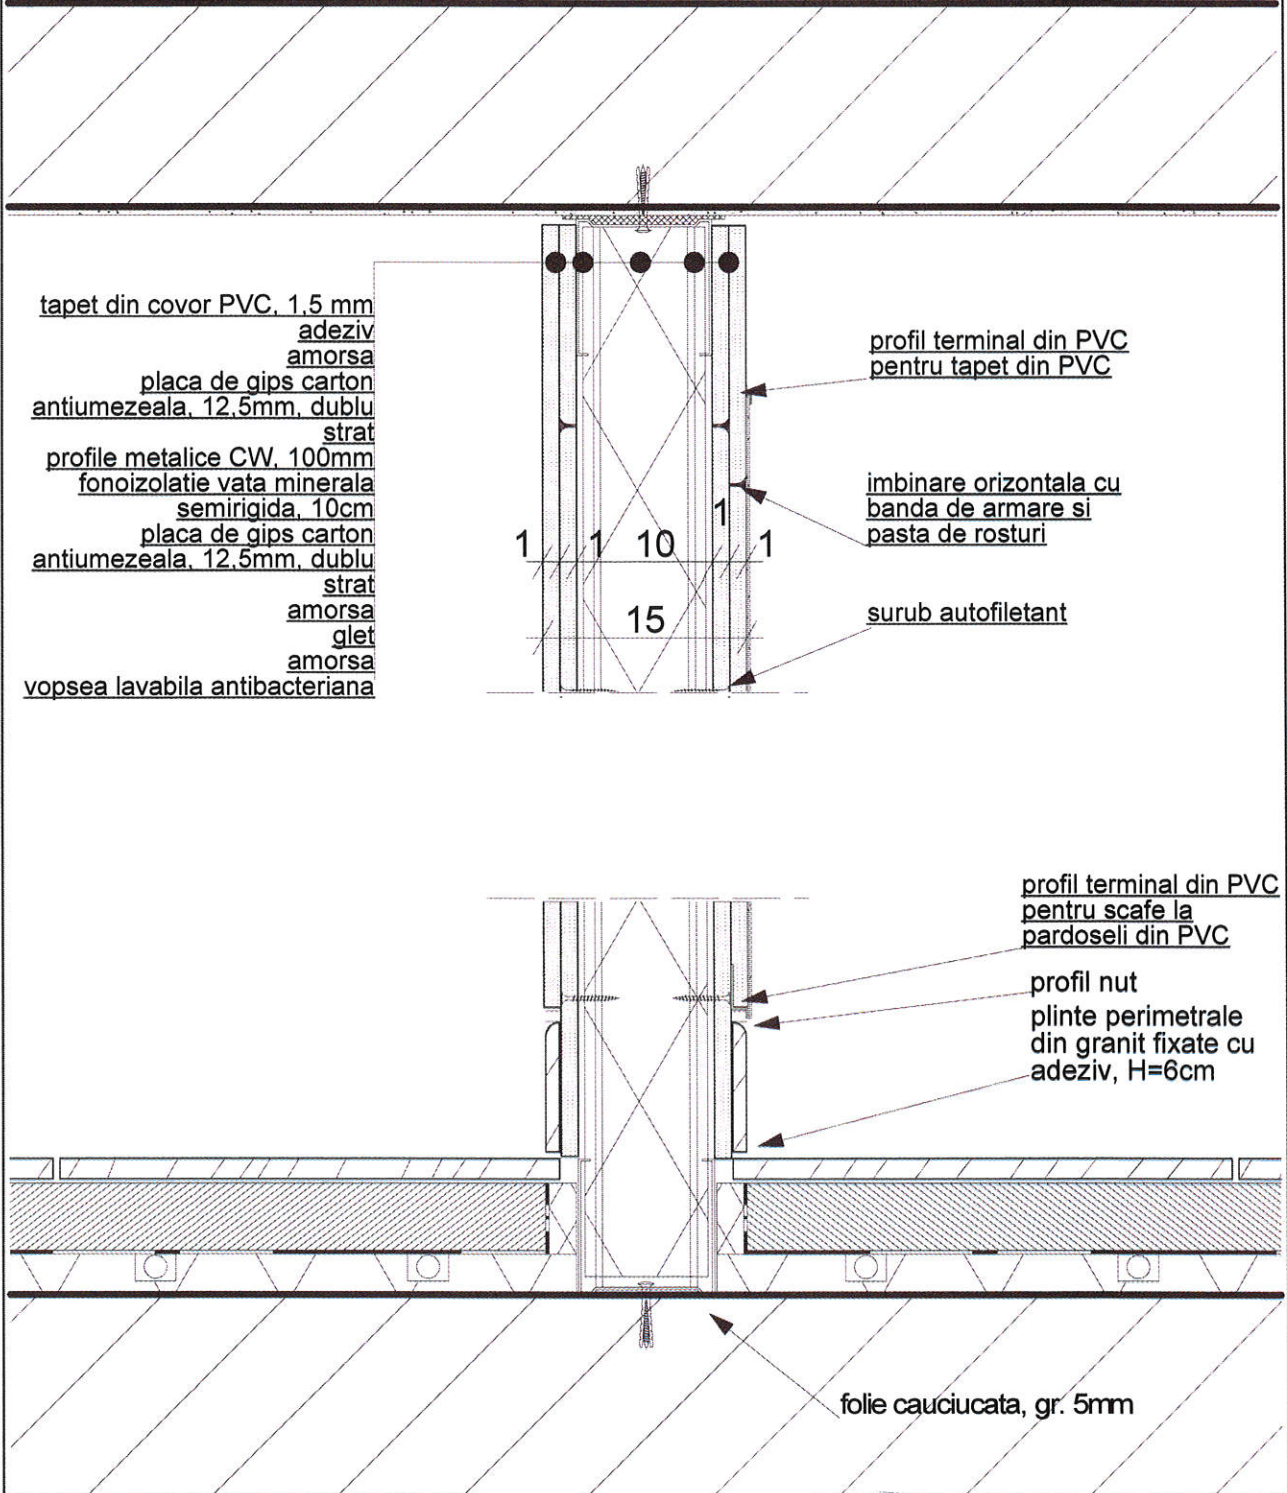 tapet din covor PVC, 1,5 mm
adeziv
amorsa
placa de gips carton
antiumezeala, 12,5mm, dublu
strat
profile metalice CW, 100mm
fonoizolatie vata minerala
semirigida, 10cm
placa de gips carton
antiumezeala, 12,5mm, dublu
strat
amorsa
glet
amorsa
vopsea lavabila antibacteriana
profil terminal din PVC
pentru tapet din PVC
imbinare orizontala cu
banda de armare si
pasta de rosturi
surub autofiletant
1 1 10 1 1
15
profil terminal din PVC
pentru scafe la
pardoseli din PVC
profil nut
plinte perimetrale
din granit fixate cu
adeziv, H=6cm
folie cauciucata, gr. 5mm